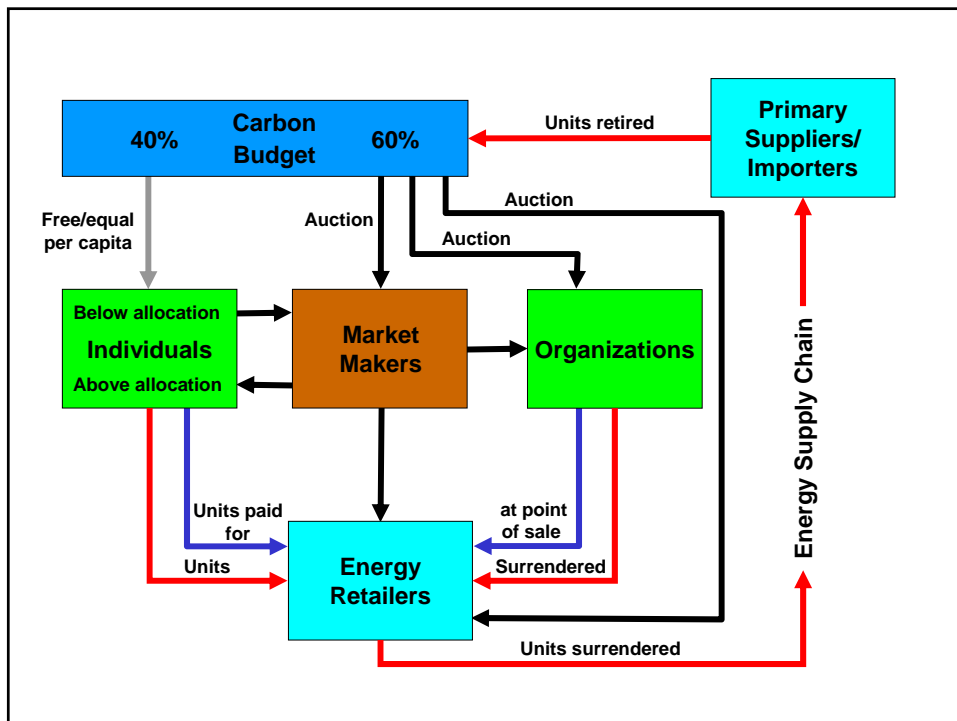 Carbon
Budget
40%
60%
Units retired
Primary
Suppliers/
Importers
Free/equal
per capita
Auction
Auction
Auction
Below allocation
Individuals
Above allocation
Market
Makers
Organizations
Energy Supply Chain
Units paid
for
at point
of sale
Units
Surrendered
Energy
Retailers
Units surrendered